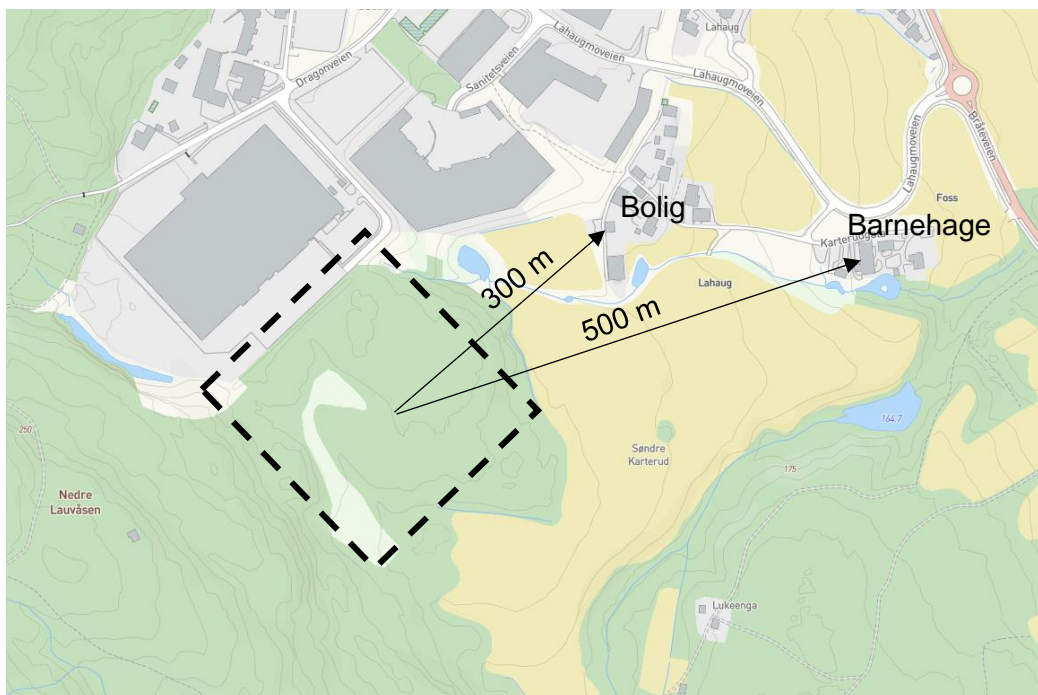 Lahaug
Dragonveien
Sanitetsveien
Lahaugmoveien
Lahaugmoveien
Lahaugmoveien
Bråteveien
Foss
Bolig
Barnehage
300 m
500 m
Lahaug
164.7
250
Søndre
Karterud
175
Nedre
Lauvåsen
Lukeenga